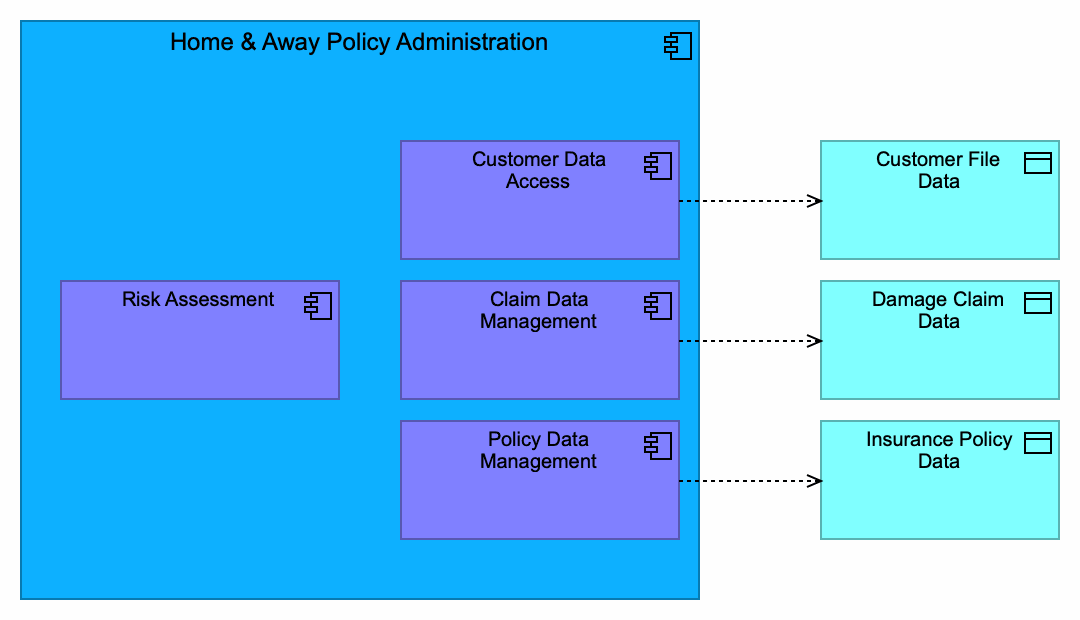 Home & Away Policy Administration
Customer Data
Access
Customer File
Data
Risk Assessment
Claim Data
Management
Damage Claim
Data
Policy Data
Management
Insurance Policy
Data